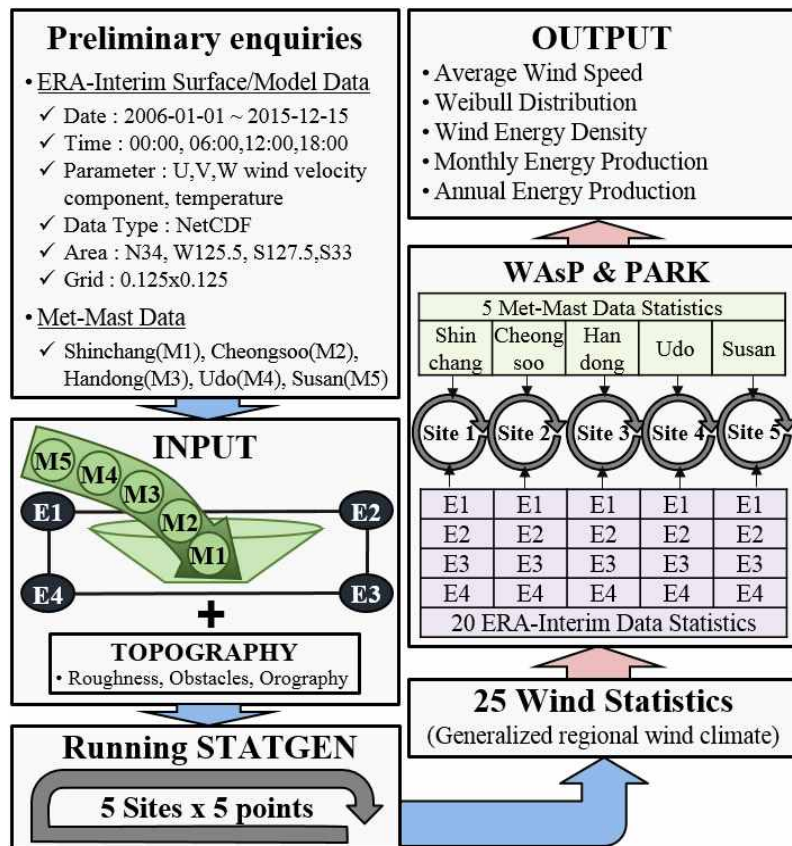 Preliminary enquiries
• ERA-Interim Surface/Model Data
✓ Date : 2006-01-01 ~ 2015-12-15
✓ Time : 00:00, 06:00,12:00,18:00
✓ Parameter : U,V,W wind velocity
component, temperature
✓ Data Type : NetCDF
✓ Area : N34, W125.5, S127.5,S33
✓ Grid : 0.125x0.125
• Met-Mast Data
✓ Shinchang(M1), Cheongsoo(M2),
Handong(M3), Udo(M4), Susan(M5)
INPUT
M5
M4
M3
M2
M1
E1
E2
E4
E3
+
TOPOGRAPHY
• Roughness, Obstacles, Orography
Running STATGEN
5 Sites x 5 points
25 Wind Statistics
(Generalized regional wind climate)
WAsP & PARK
5 Met-Mast Data Statistics
Shin Cheong Han Udo Susan
chang soo dong
Site 1 Site 2 Site 3 Site 4 Site 5
E1 E1 E1 E1 E1
E2 E2 E2 E2 E2
E3 E3 E3 E3 E3
E4 E4 E4 E4 E4
20 ERA-Interim Data Statistics
OUTPUT
• Average Wind Speed
• Weibull Distribution
• Wind Energy Density
• Monthly Energy Production
• Annual Energy Production